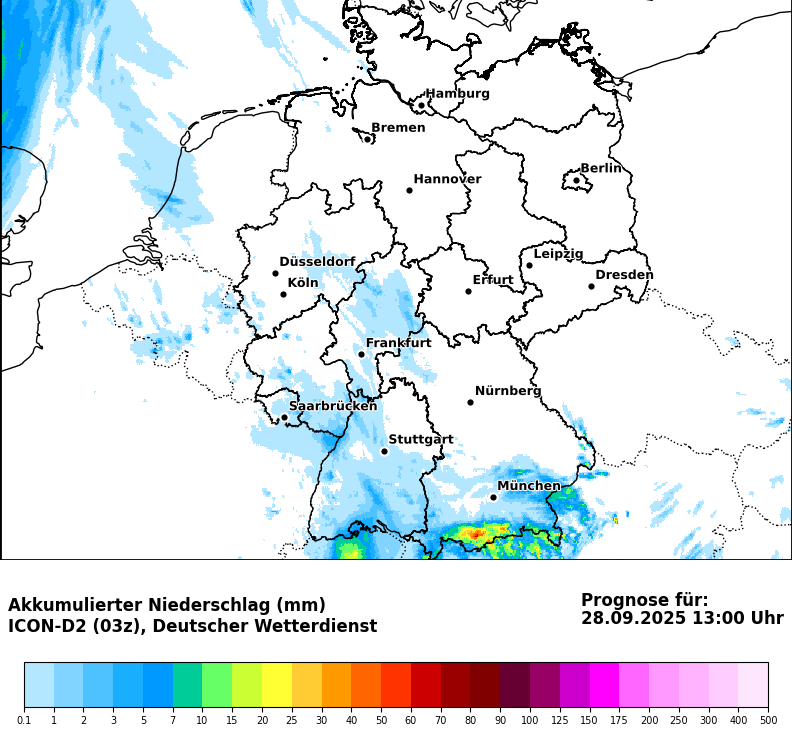 Hamburg
Bremen
Berlin
Hannover
Leipzig
Düsseldorf
Dresden
Köln
Erfurt
Frankfurt
Nürnberg
Saarbrücken
Stuttgart
München
Akkumulierter Niederschlag (mm)
ICON-D2 (03z), Deutscher Wetterdienst
Prognose für:
28.09.2025 13:00 Uhr
0.1 1 2 3 5 7 10 15 20 25 30 40 50 60 70 80 90 100 125 150 175 200 250 300 400 500